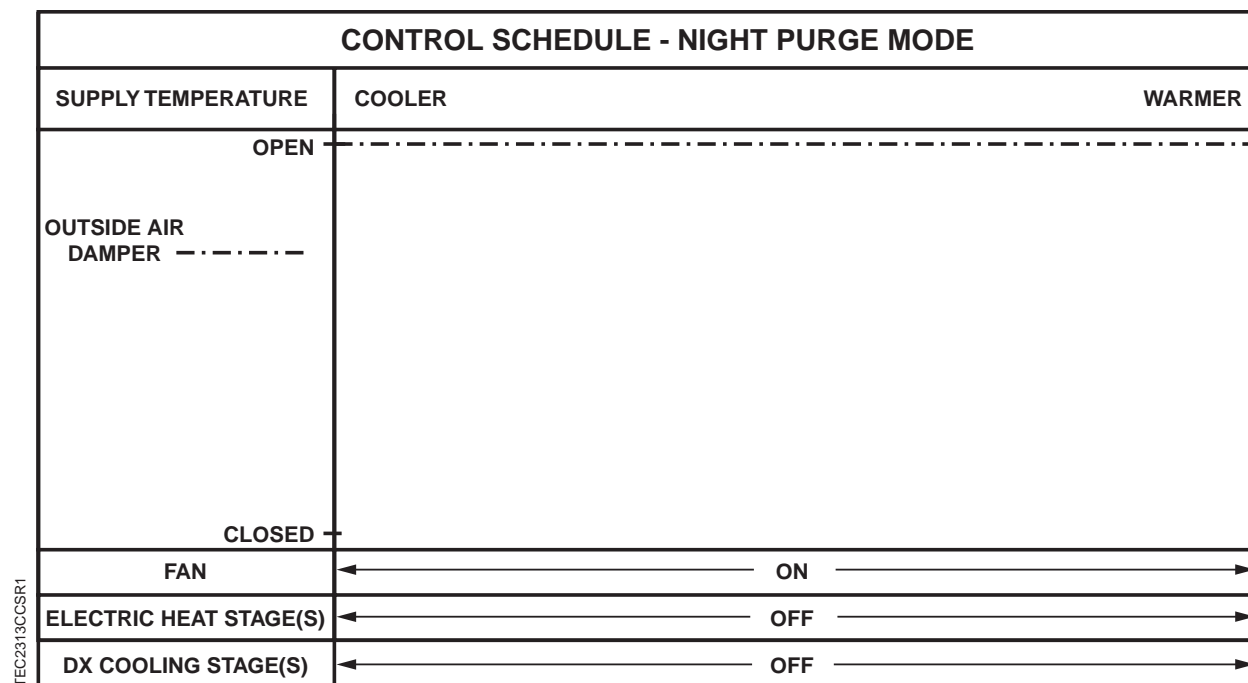 CONTROL SCHEDULE - NIGHT PURGE MODE
SUPPLY TEMPERATURE COOLER WARMER
OPEN
OUTSIDE AIR
DAMPER
CLOSED
FAN ON
ELECTRIC HEAT STAGE(S) OFF
DX COOLING STAGE(S) OFF
TEC2313CCSR1